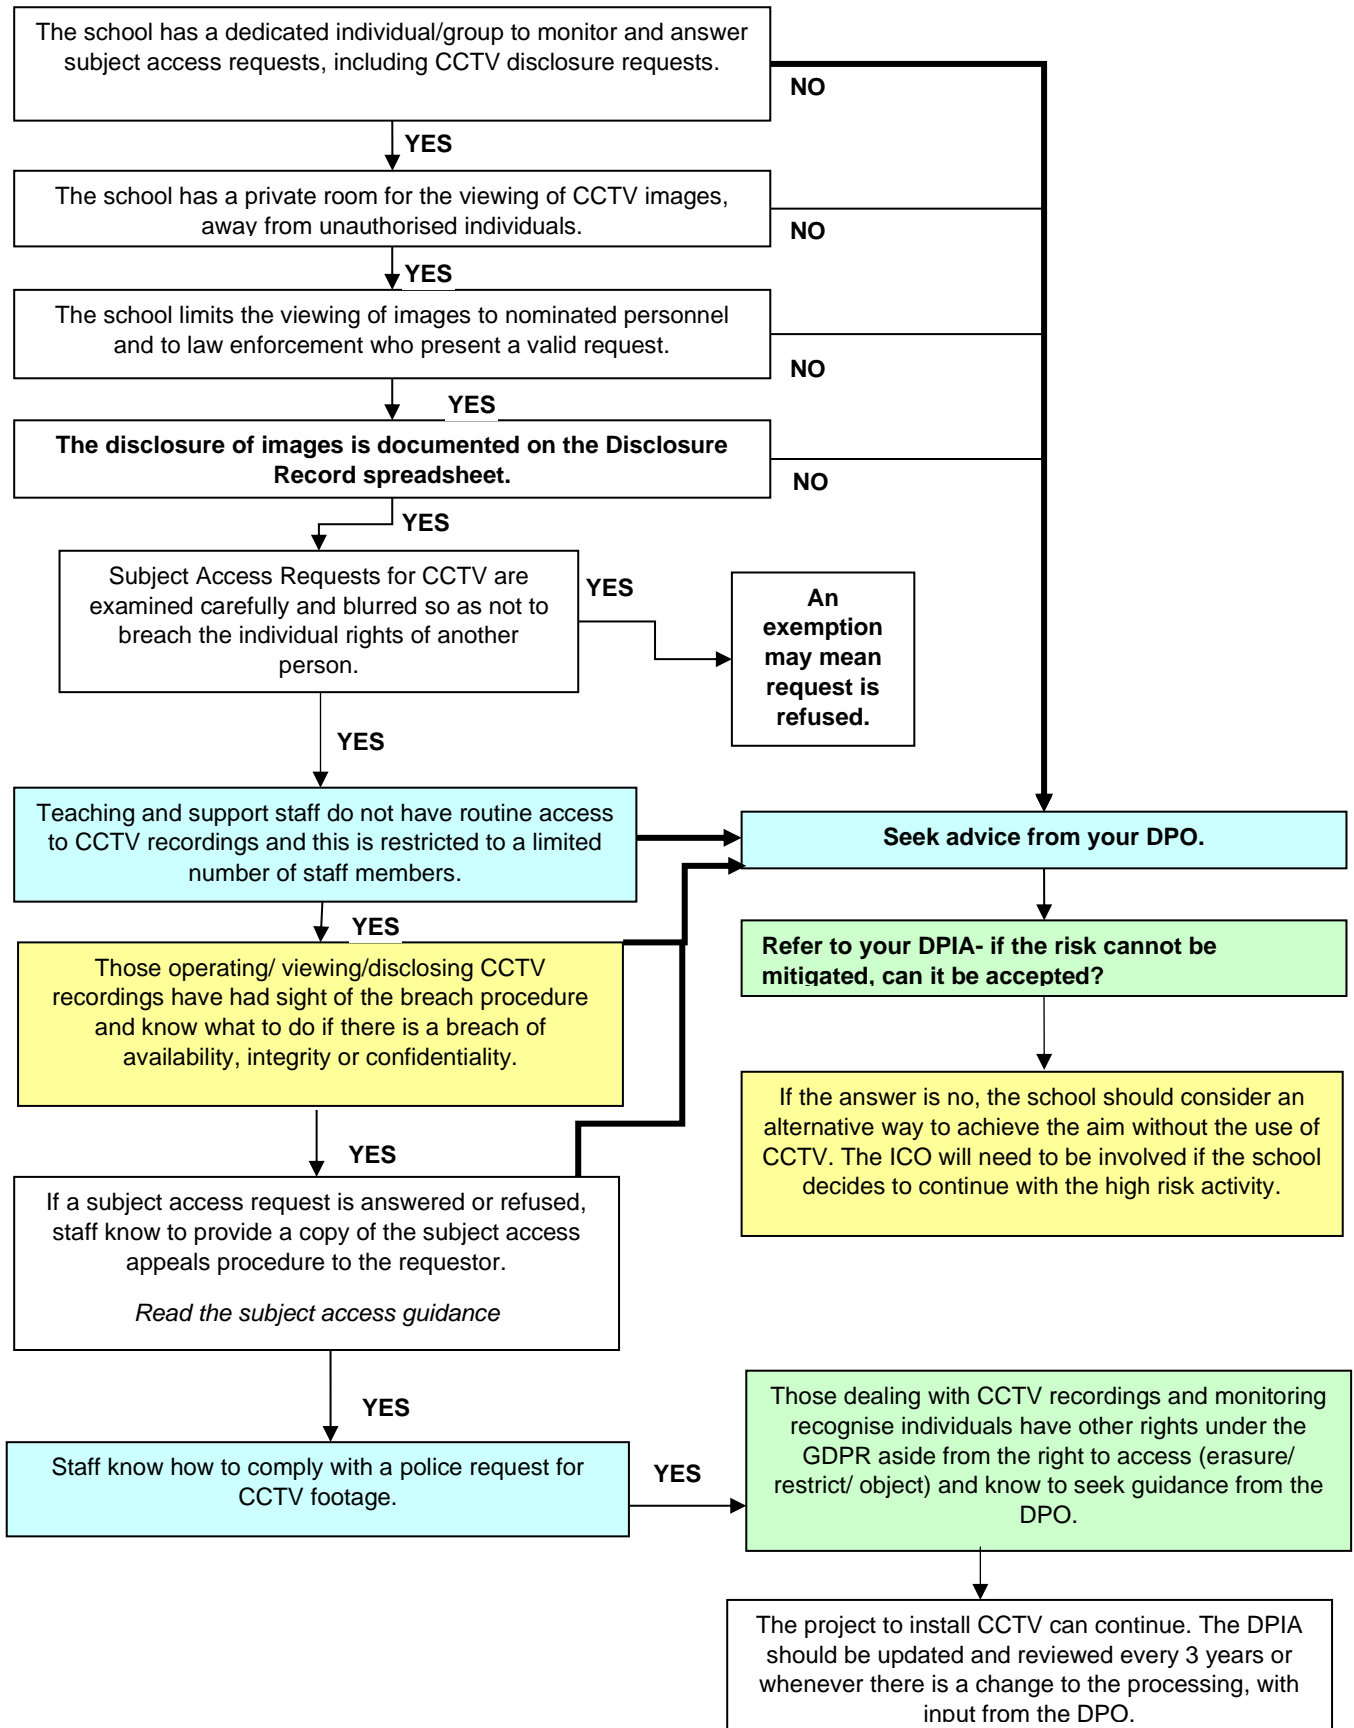 The school has a dedicated individual/group to monitor and answer
subject access requests, including CCTV disclosure requests.
NO
YES
The school has a private room for the viewing of CCTV images,
away from unauthorised individuals.
NO
YES
The school limits the viewing of images to nominated personnel
and to law enforcement who present a valid request.
NO
YES
The disclosure of images is documented on the Disclosure
Record spreadsheet.
NO
YES
Subject Access Requests for CCTV are
examined carefully and blurred so as not to
breach the individual rights of another
person.
YES
An
exemption
may mean
request is
refused.
YES
Teaching and support staff do not have routine access
to CCTV recordings and this is restricted to a limited
number of staff members.
Seek advice from your DPO.
YES
Refer to your DPIA- if the risk cannot be
mitigated, can it be accepted?
Those operating/ viewing/disclosing CCTV
recordings have had sight of the breach procedure
and know what to do if there is a breach of
availability, integrity or confidentiality.
If the answer is no, the school should consider an
alternative way to achieve the aim without the use of
CCTV. The ICO will need to be involved if the school
decides to continue with the high risk activity.
YES
If a subject access request is answered or refused,
staff know to provide a copy of the subject access
appeals procedure to the requestor.
Read the subject access guidance
YES
Staff know how to comply with a police request for
CCTV footage.
YES
Those dealing with CCTV recordings and monitoring
recognise individuals have other rights under the
GDPR aside from the right to access (erasure/
restrict/ object) and know to seek guidance from the
DPO.
The project to install CCTV can continue. The DPIA
should be updated and reviewed every 3 years or
whenever there is a change to the processing, with
input from the DPO.